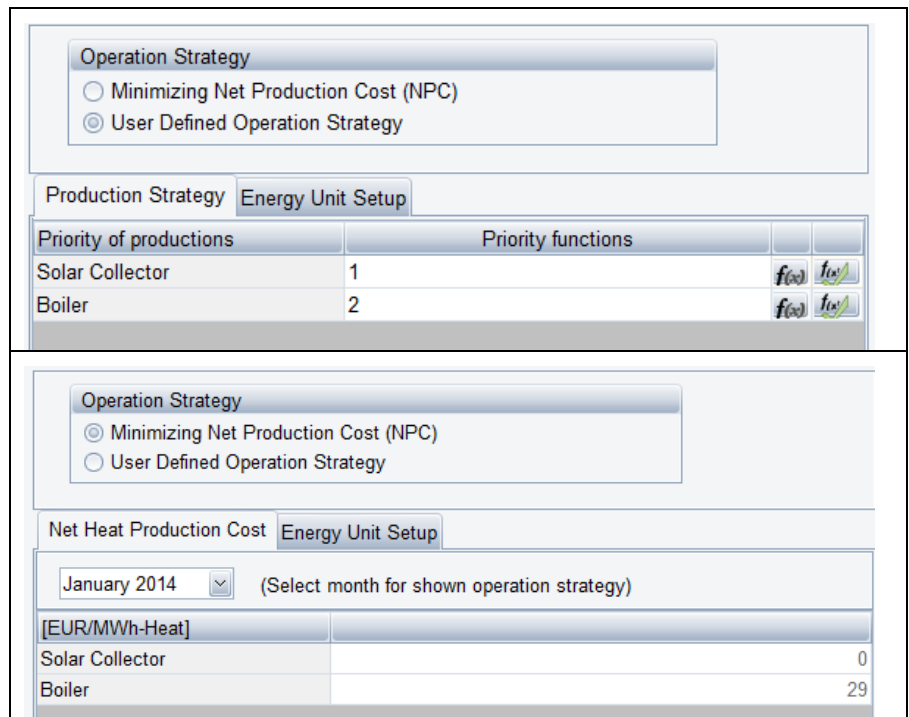 Operation Strategy
Minimizing Net Production Cost (NPC)
User Defined Operation Strategy
Production Strategy Energy Unit Setup
Priority of productions Priority functions
Solar Collector 1 f(x) f(x)
Boiler 2 f(x) f(x)
Operation Strategy
Minimizing Net Production Cost (NPC)
User Defined Operation Strategy
Net Heat Production Cost Energy Unit Setup
January 2014 (Select month for shown operation strategy)
[EUR/MWh-Heat]
Solar Collector 0
Boiler 29